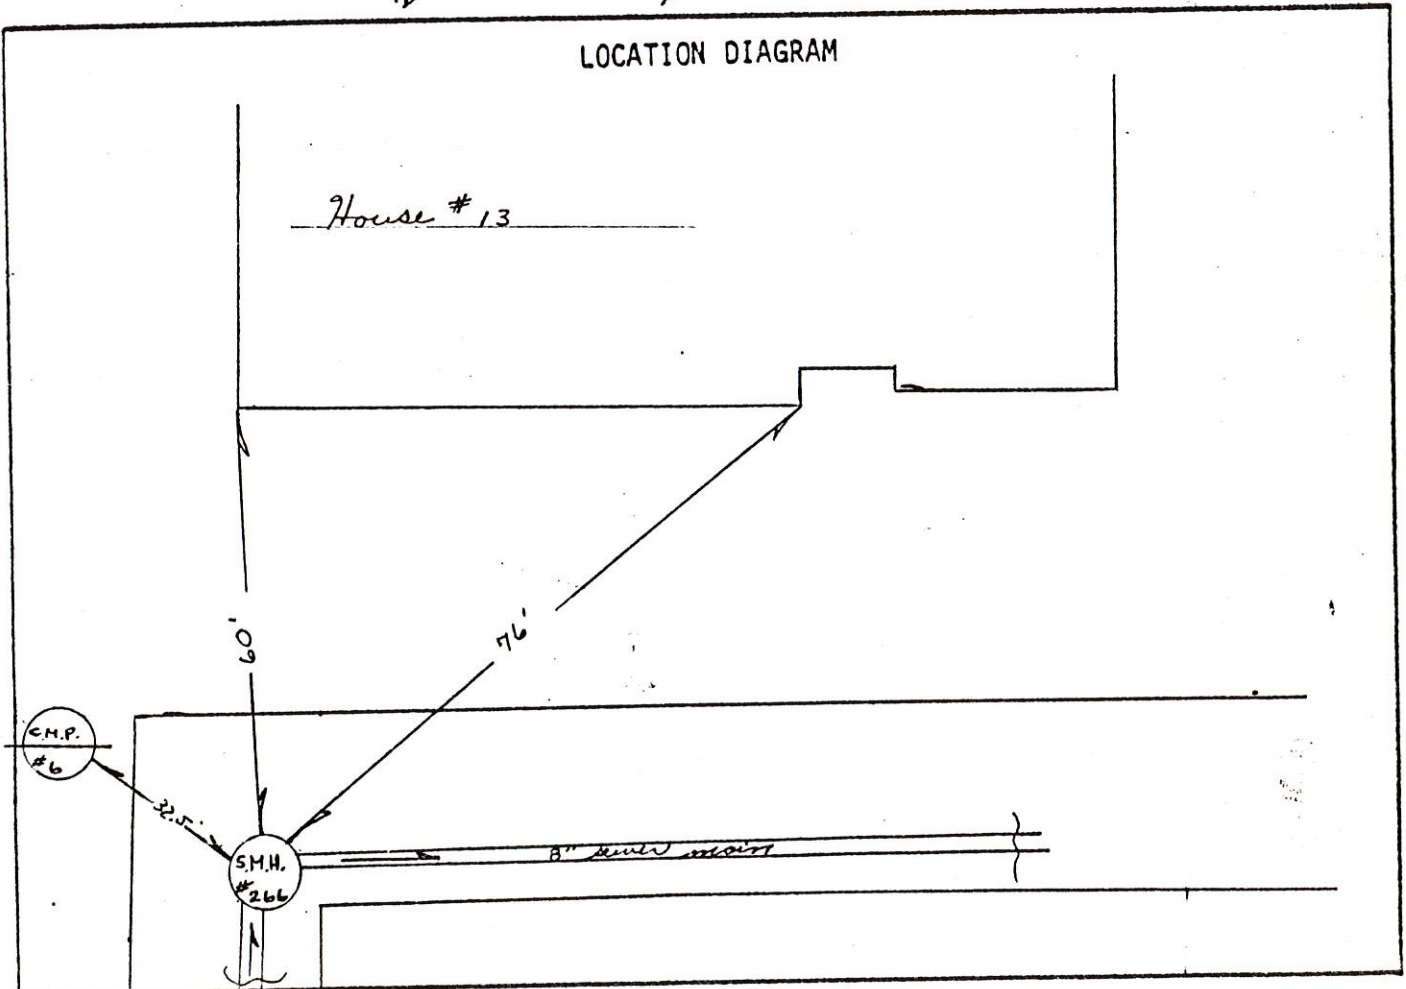 LOCATION DIAGRAM
House # 13
60'
76'
C.M.P.
#6
32.5'
S.M.H.
#266
8" sewer main